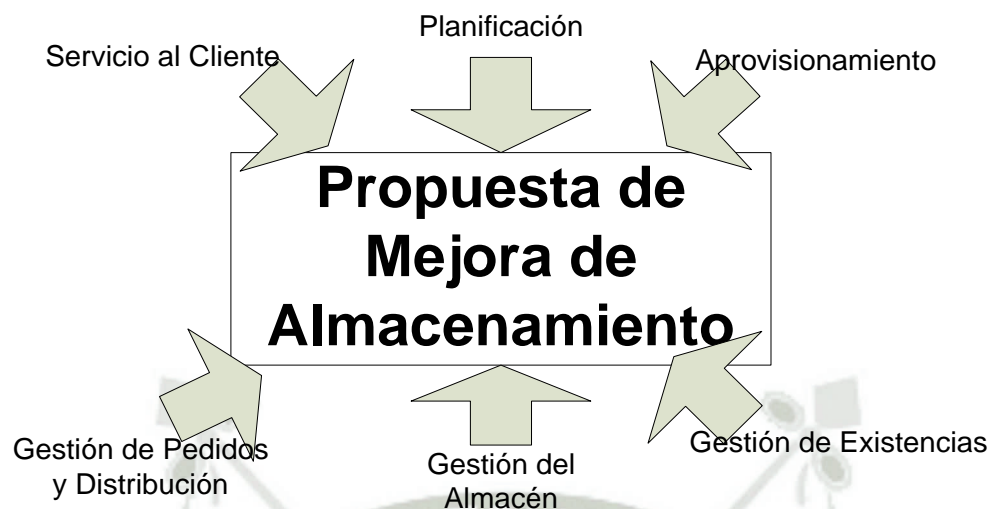 Planificación
Servicio al Cliente
Aprovisionamiento
Propuesta de
Mejora de
Almacenamiento
Gestión de Pedidos
y Distribución
Gestión del
Almacén
Gestión de Existencias